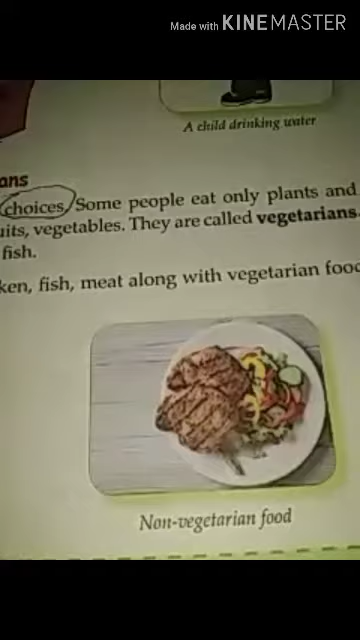 Made with KINEMASTER
A child drinking water
ans
choices. Some people eat only plants and
uits, vegetables. They are called vegetarians.
fish.
ken, fish, meat along with vegetarian food
Non-vegetarian food